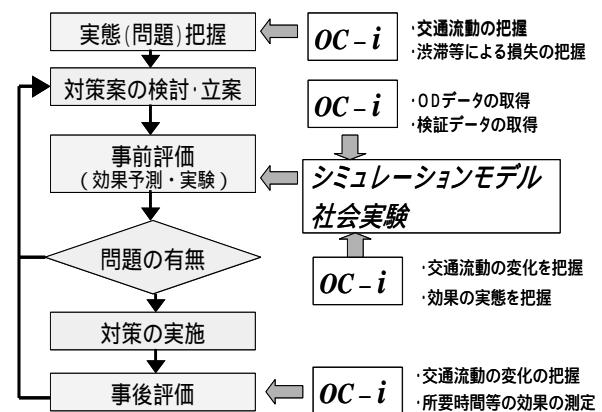 実態(問題)把握
OC－i
・交通流動の把握
・渋滞等による損失の把握
対策案の検討・立案
OC－i
・ODデータの取得
・検証データの取得
事前評価
(効果予測・実験)
シミュレーションモデル
社会実験
問題の有無
OC－i
・交通流動の変化を把握
・効果の実態を把握
対策の実施
事後評価
OC－i
・交通流動の変化の把握
・所要時間等の効果の測定